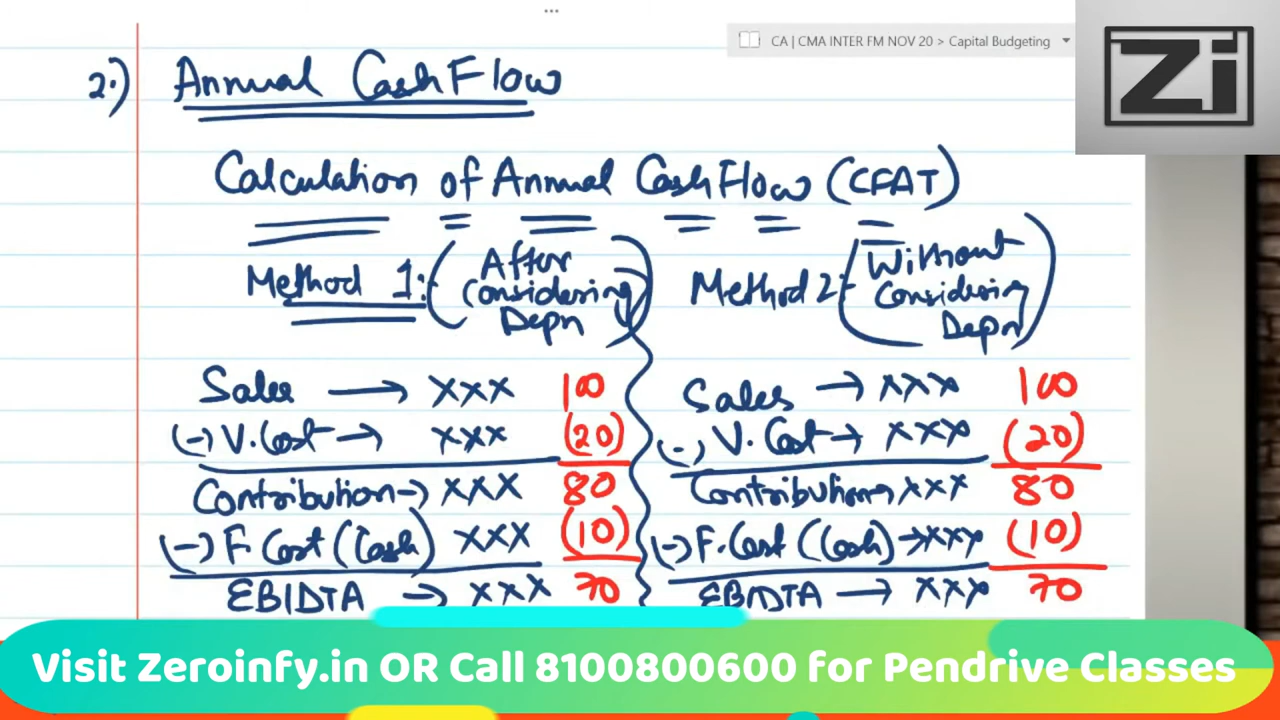 ...
CA | CMA INTER FM NOV 20 > Capital Budgeting
Zi
2.) Annual Cash Flow
Calculation of Annual Cash Flow (CFAT)
Method 1:- (After Considering Depn)
Sales → XXX 100
(-) V. Cost → XXX (20)
Contribution → XXX 80
(-) F. Cost (Cash) XXX (10)
EBIDTA → XXX 70
Method 2:- (Without Considering Depn)
Sales → XXX 100
(-) V. Cost → XXX (20)
Contribution → XXX 80
(-) F. Cost (Cash) → XXX (10)
EBIDTA → XXX 70
Visit Zeroinfy.in OR Call 8100800600 for Pendrive Classes